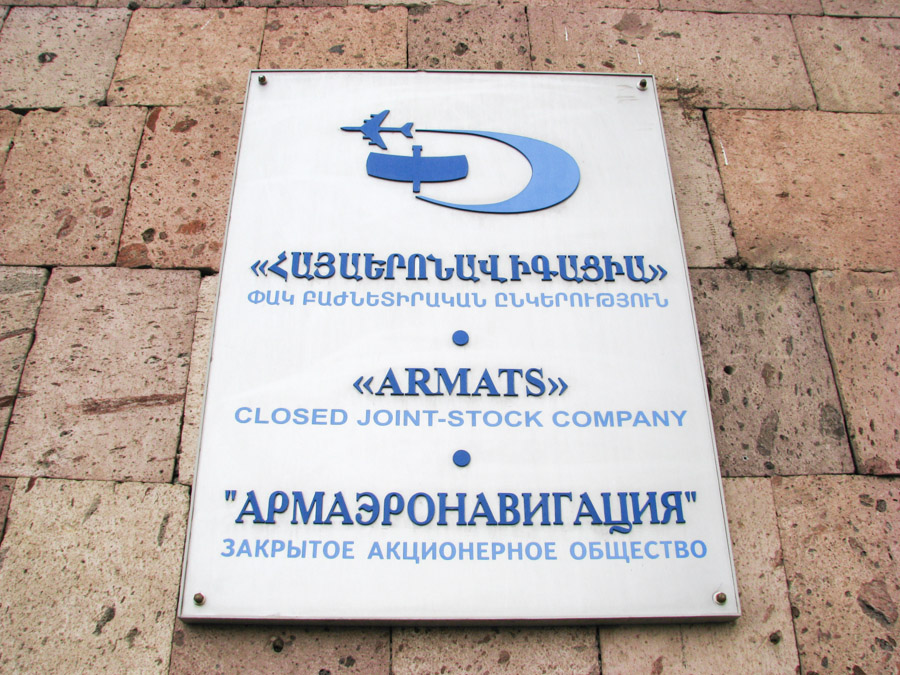 «ՀԱՅԱԵՐՈՆԱՎԻԳԱՑԻԱ»
ՓԱԿ ԲԱԺՆԵՏԻՐԱԿԱՆ ԸՆԿԵՐՈՒԹՅՈՒՆ
«ARMATS»
CLOSED JOINT-STOCK COMPANY
"АРМАЭРОНАВИГАЦИЯ"
ЗАКРЫТОЕ АКЦИОНЕРНОЕ ОБЩЕСТВО